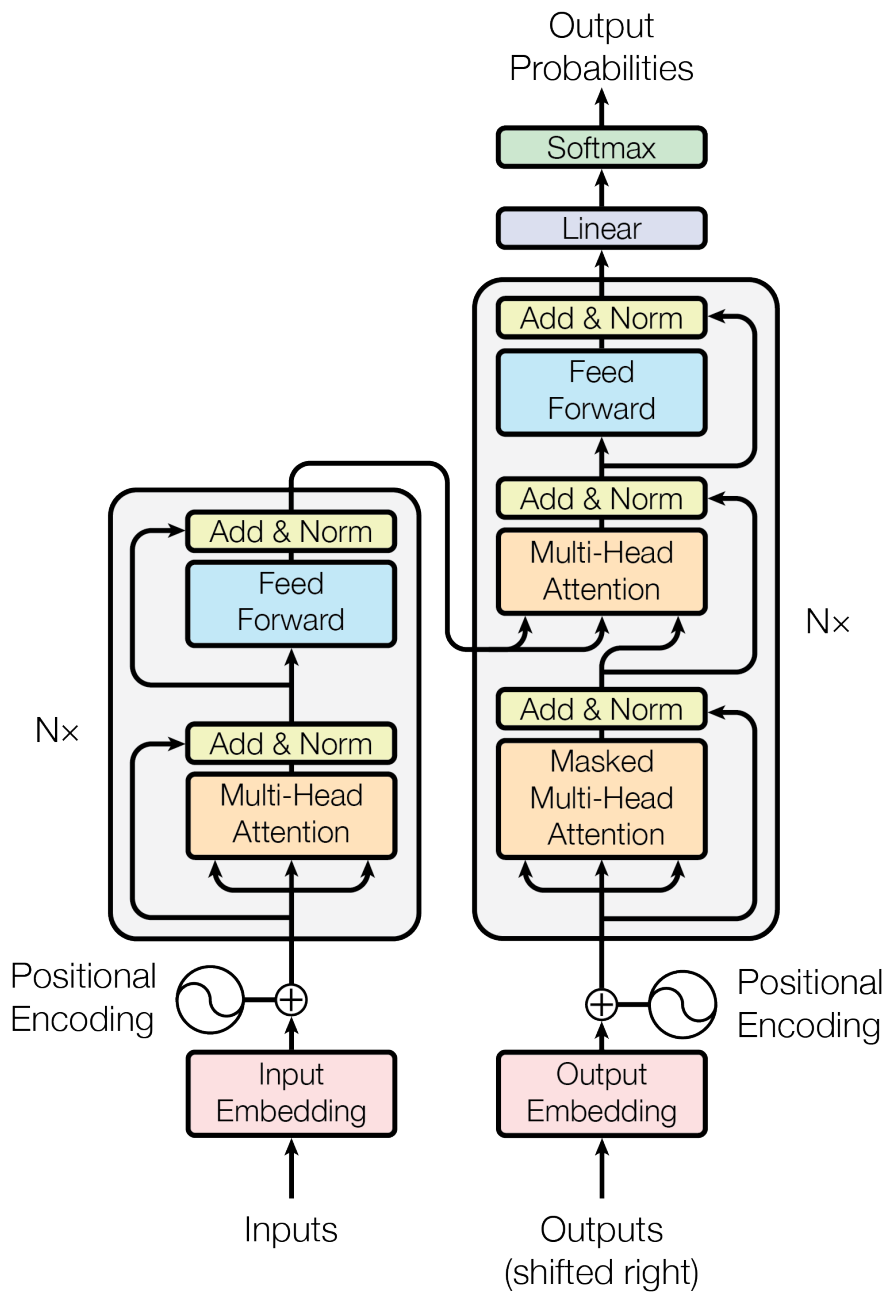 Output
Probabilities
Softmax
Linear
Add & Norm
Feed
Forward
Add & Norm
Multi-Head
Attention
Nx
Add & Norm
Masked
Multi-Head
Attention
Add & Norm
Feed
Forward
Nx
Add & Norm
Multi-Head
Attention
Positional
Encoding
Positional
Encoding
Input
Embedding
Output
Embedding
Inputs
Outputs
(shifted right)